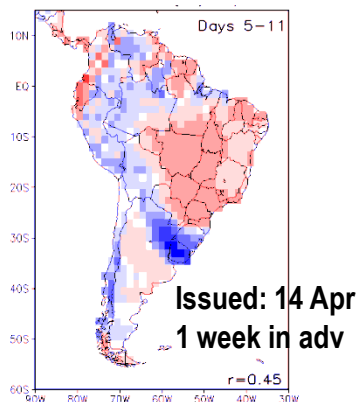 Days 5-11
10N
EQ
10S
20S
30S
40S
50S
60S
Issued: 14 Apr
1 week in adv
r=0.45
90W 80W 70W 60W 50W 40W 30W